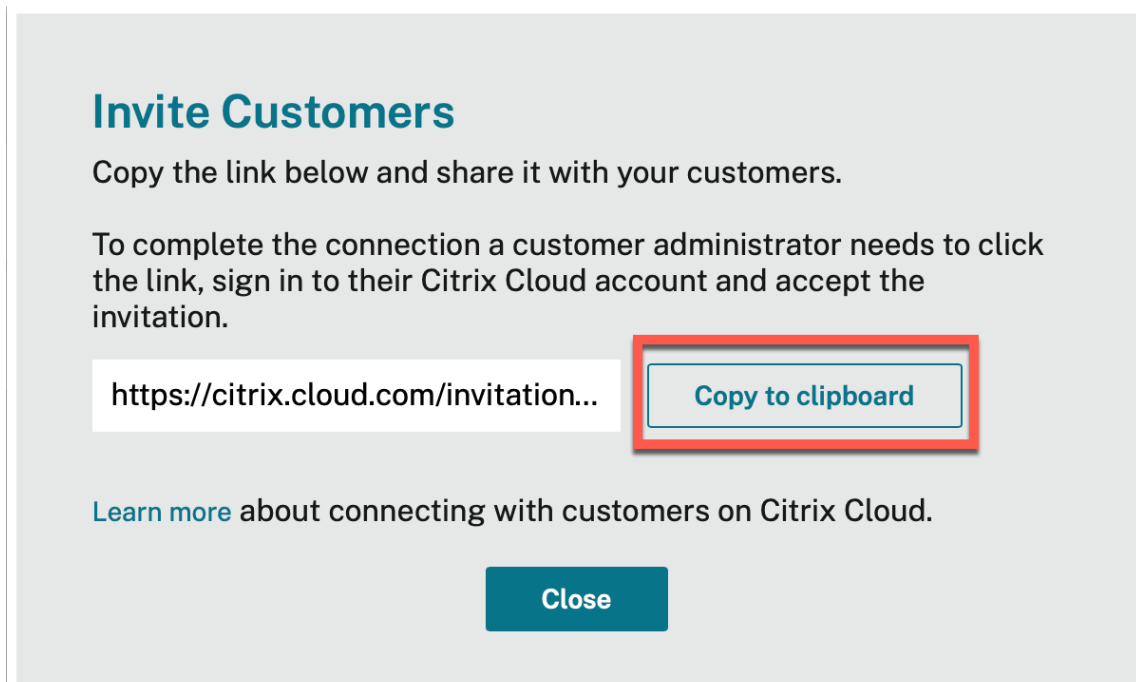 Invite Customers
Copy the link below and share it with your customers.
To complete the connection a customer administrator needs to click
the link, sign in to their Citrix Cloud account and accept the
invitation.
https://citrix.cloud.com/invitation...
Copy to clipboard
Learn more about connecting with customers on Citrix Cloud.
Close